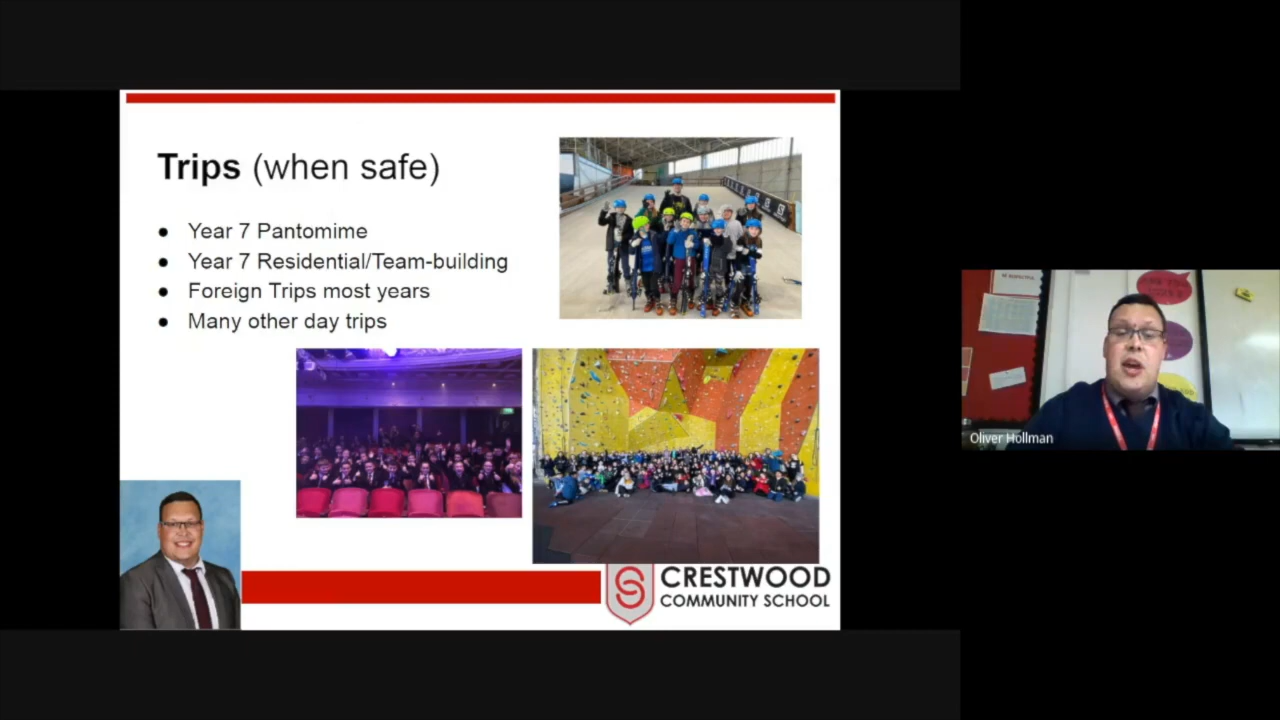 Trips (when safe)
● Year 7 Pantomime
● Year 7 Residential/Team-building
● Foreign Trips most years
● Many other day trips
CRESTWOOD
COMMUNITY SCHOOL
Oliver Hollman